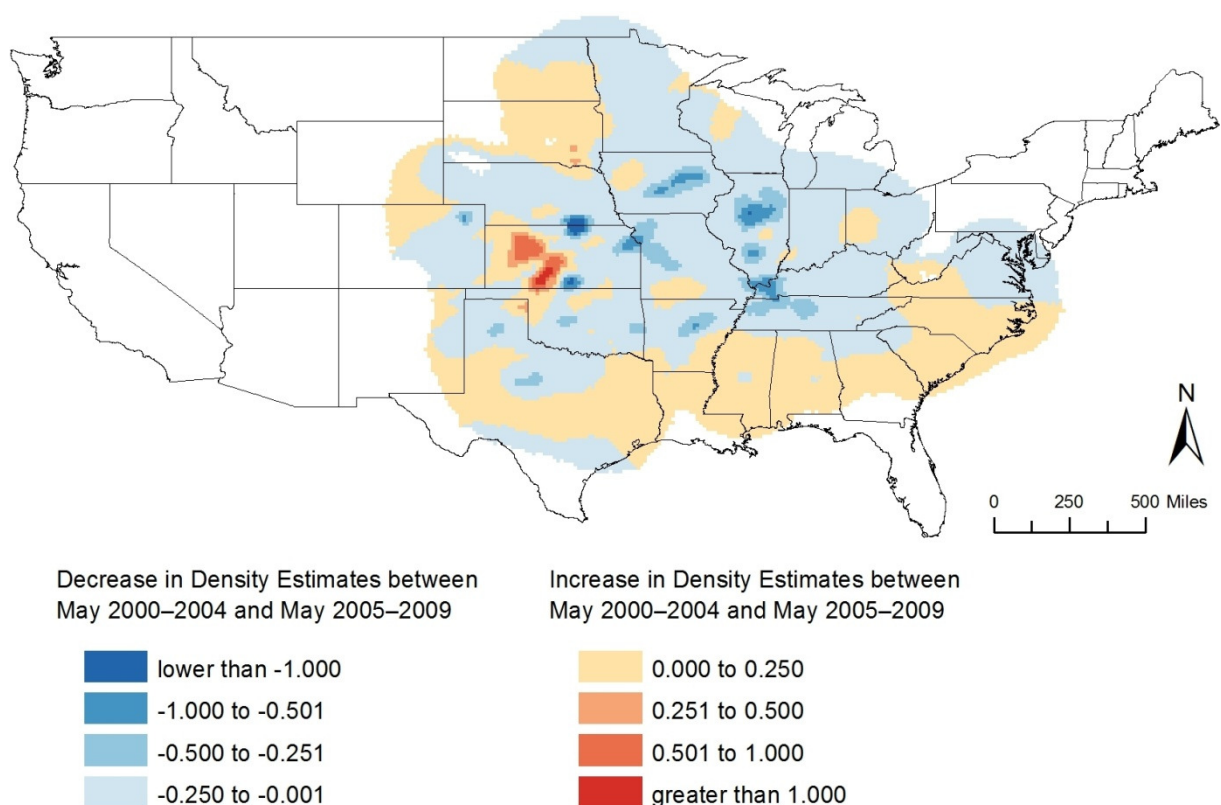 N
0 250 500 Miles
Decrease in Density Estimates between
May 2000–2004 and May 2005–2009
lower than -1.000
-1.000 to -0.501
-0.500 to -0.251
-0.250 to -0.001
Increase in Density Estimates between
May 2000–2004 and May 2005–2009
0.000 to 0.250
0.251 to 0.500
0.501 to 1.000
greater than 1.000